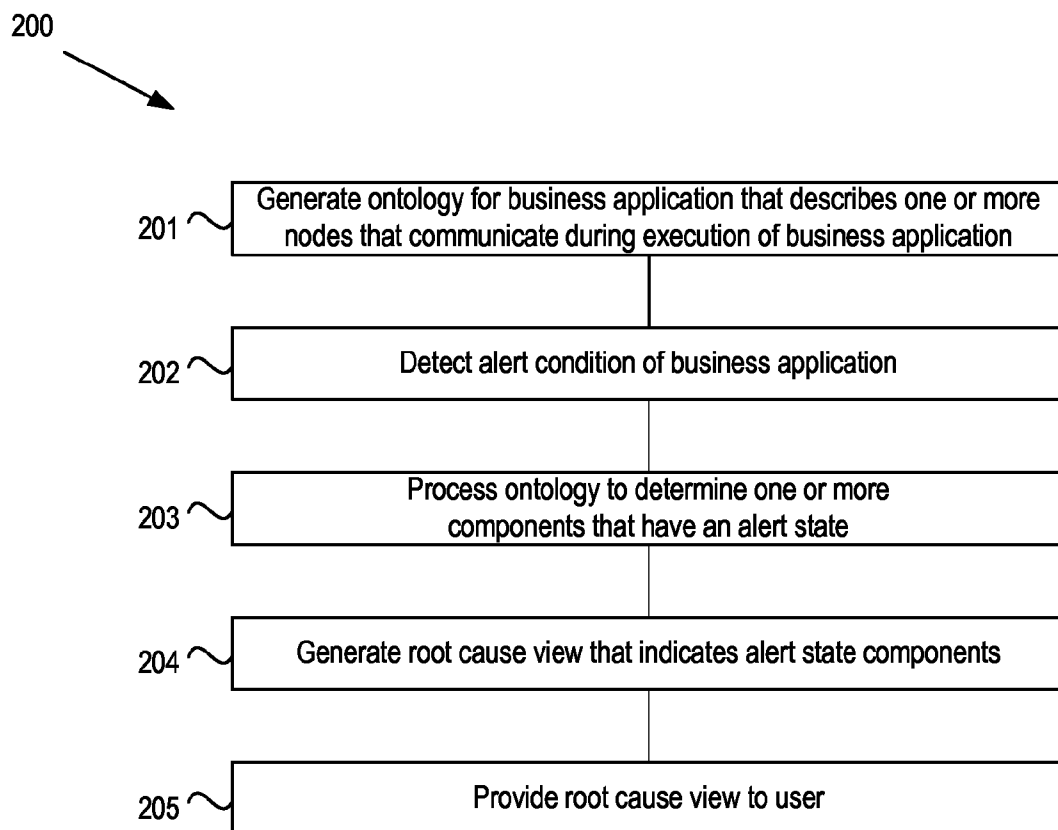 200
201
Generate ontology for business application that describes one or more
nodes that communicate during execution of business application
202
Detect alert condition of business application
203
Process ontology to determine one or more
components that have an alert state
204
Generate root cause view that indicates alert state components
205
Provide root cause view to user